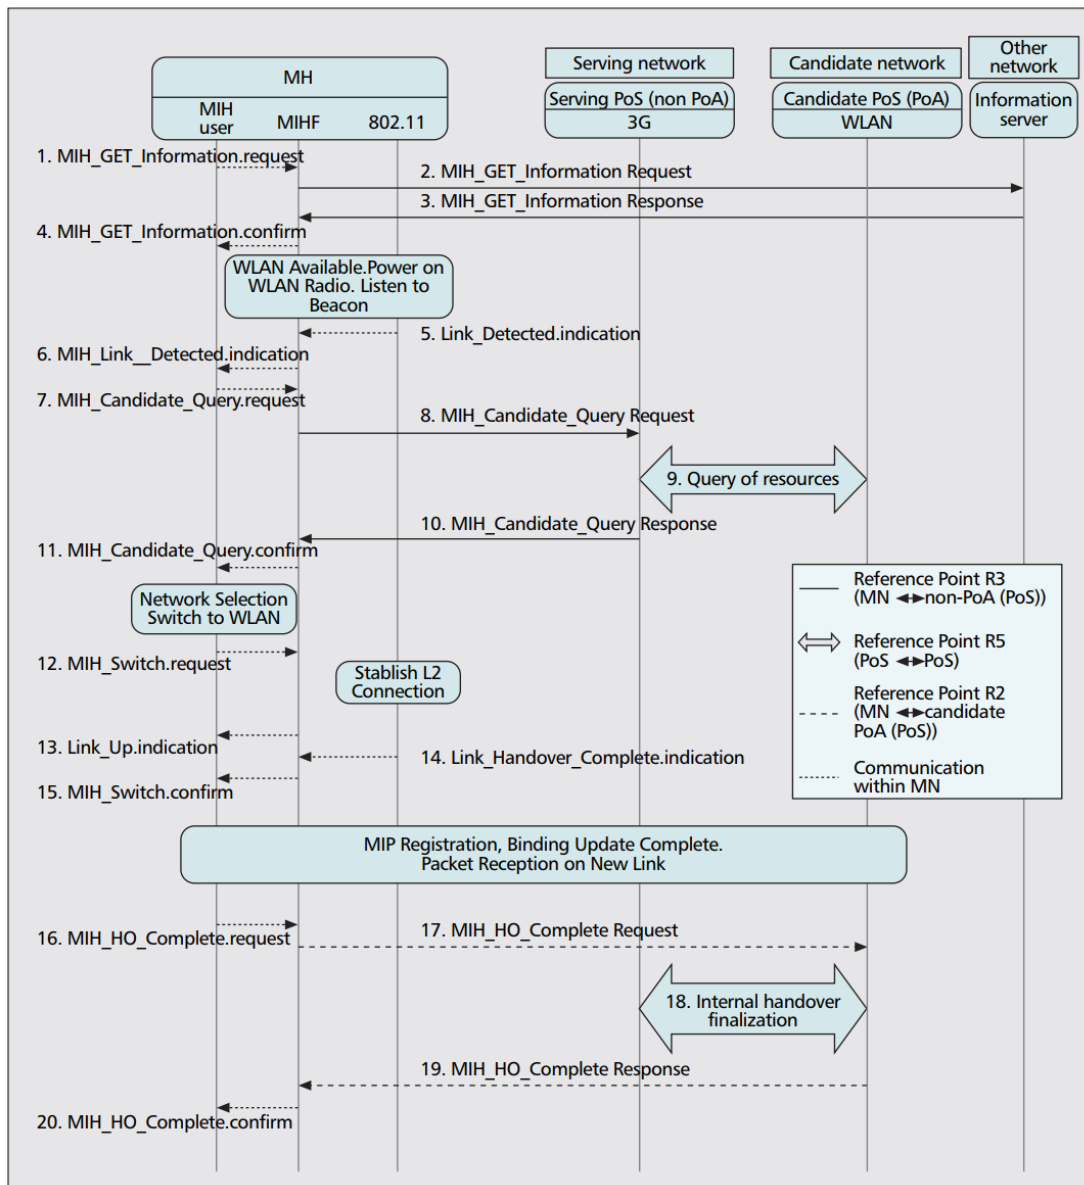 MH
MIH
user
MIHF
802.11
Serving network
Serving PoS (non PoA)
3G
Candidate network
Candidate PoS (PoA)
WLAN
Other
network
Information
server
1. MIH_GET_Information.request
2. MIH_GET_Information Request
3. MIH_GET_Information Response
4. MIH_GET_Information.confirm
WLAN Available.Power on
WLAN Radio. Listen to
Beacon
5. Link_Detected.indication
6. MIH_Link__Detected.indication
7. MIH_Candidate_Query.request
8. MIH_Candidate_Query Request
9. Query of resources
10. MIH_Candidate_Query Response
11. MIH_Candidate_Query.confirm
Network Selection
Switch to WLAN
12. MIH_Switch.request
Stablish L2
Connection
13. Link_Up.indication
14. Link_Handover_Complete.indication
15. MIH_Switch.confirm
Reference Point R3
(MN ◄►non-PoA (PoS))
Reference Point R5
(PoS ◄►PoS)
Reference Point R2
(MN ◄►candidate
PoA (PoS))
Communication
within MN
MIP Registration, Binding Update Complete.
Packet Reception on New Link
16. MIH_HO_Complete.request
17. MIH_HO_Complete Request
18. Internal handover
finalization
19. MIH_HO_Complete Response
20. MIH_HO_Complete.confirm